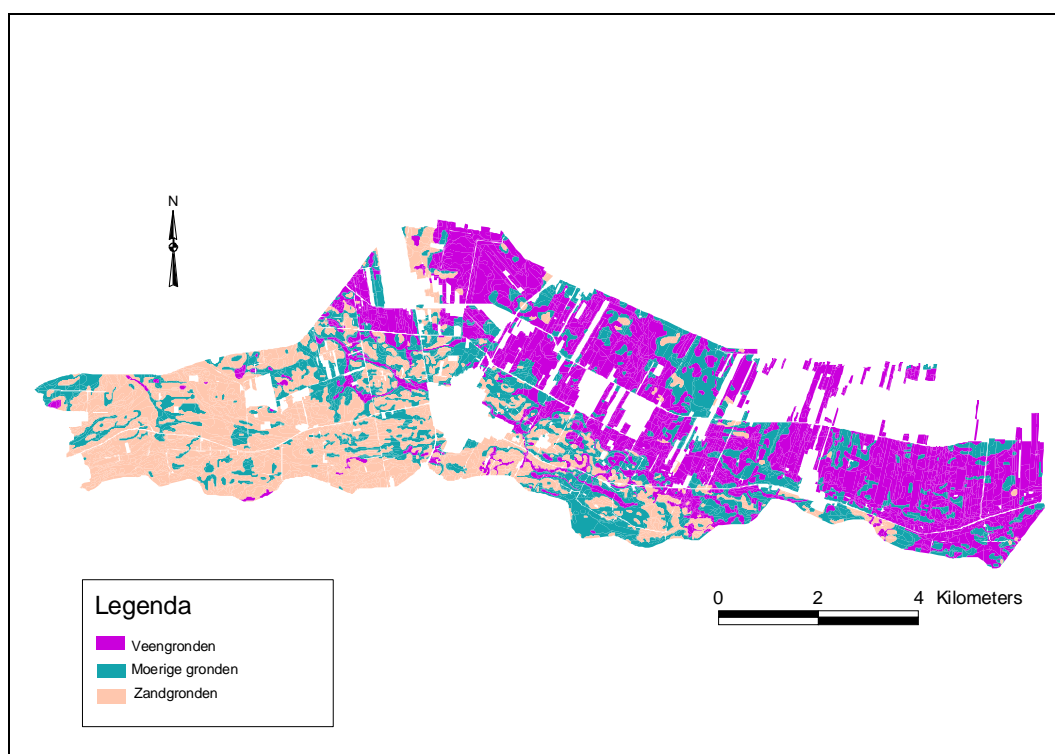 N
Legenda
Veengronden
Moerige gronden
Zandgronden
0 2 4 Kilometers